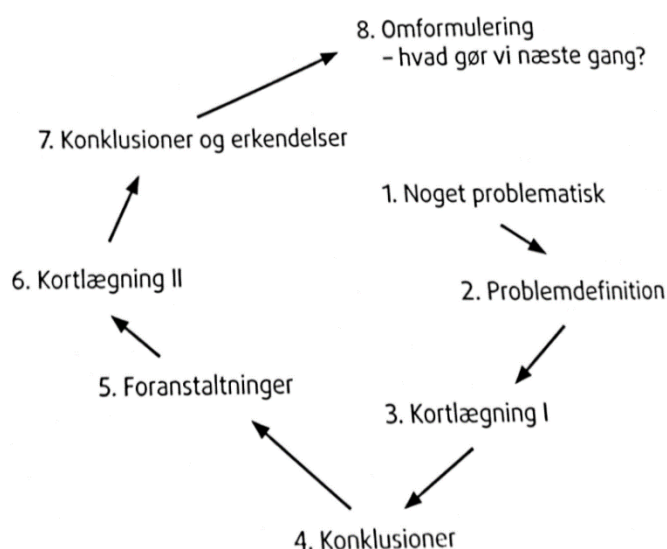 8. Omformulering
– hvad gør vi næste gang?
7. Konklusioner og erkendelser
1. Noget problematisk
6. Kortlægning II
2. Problemdefinition
5. Foranstaltninger
3. Kortlægning I
4. Konklusioner